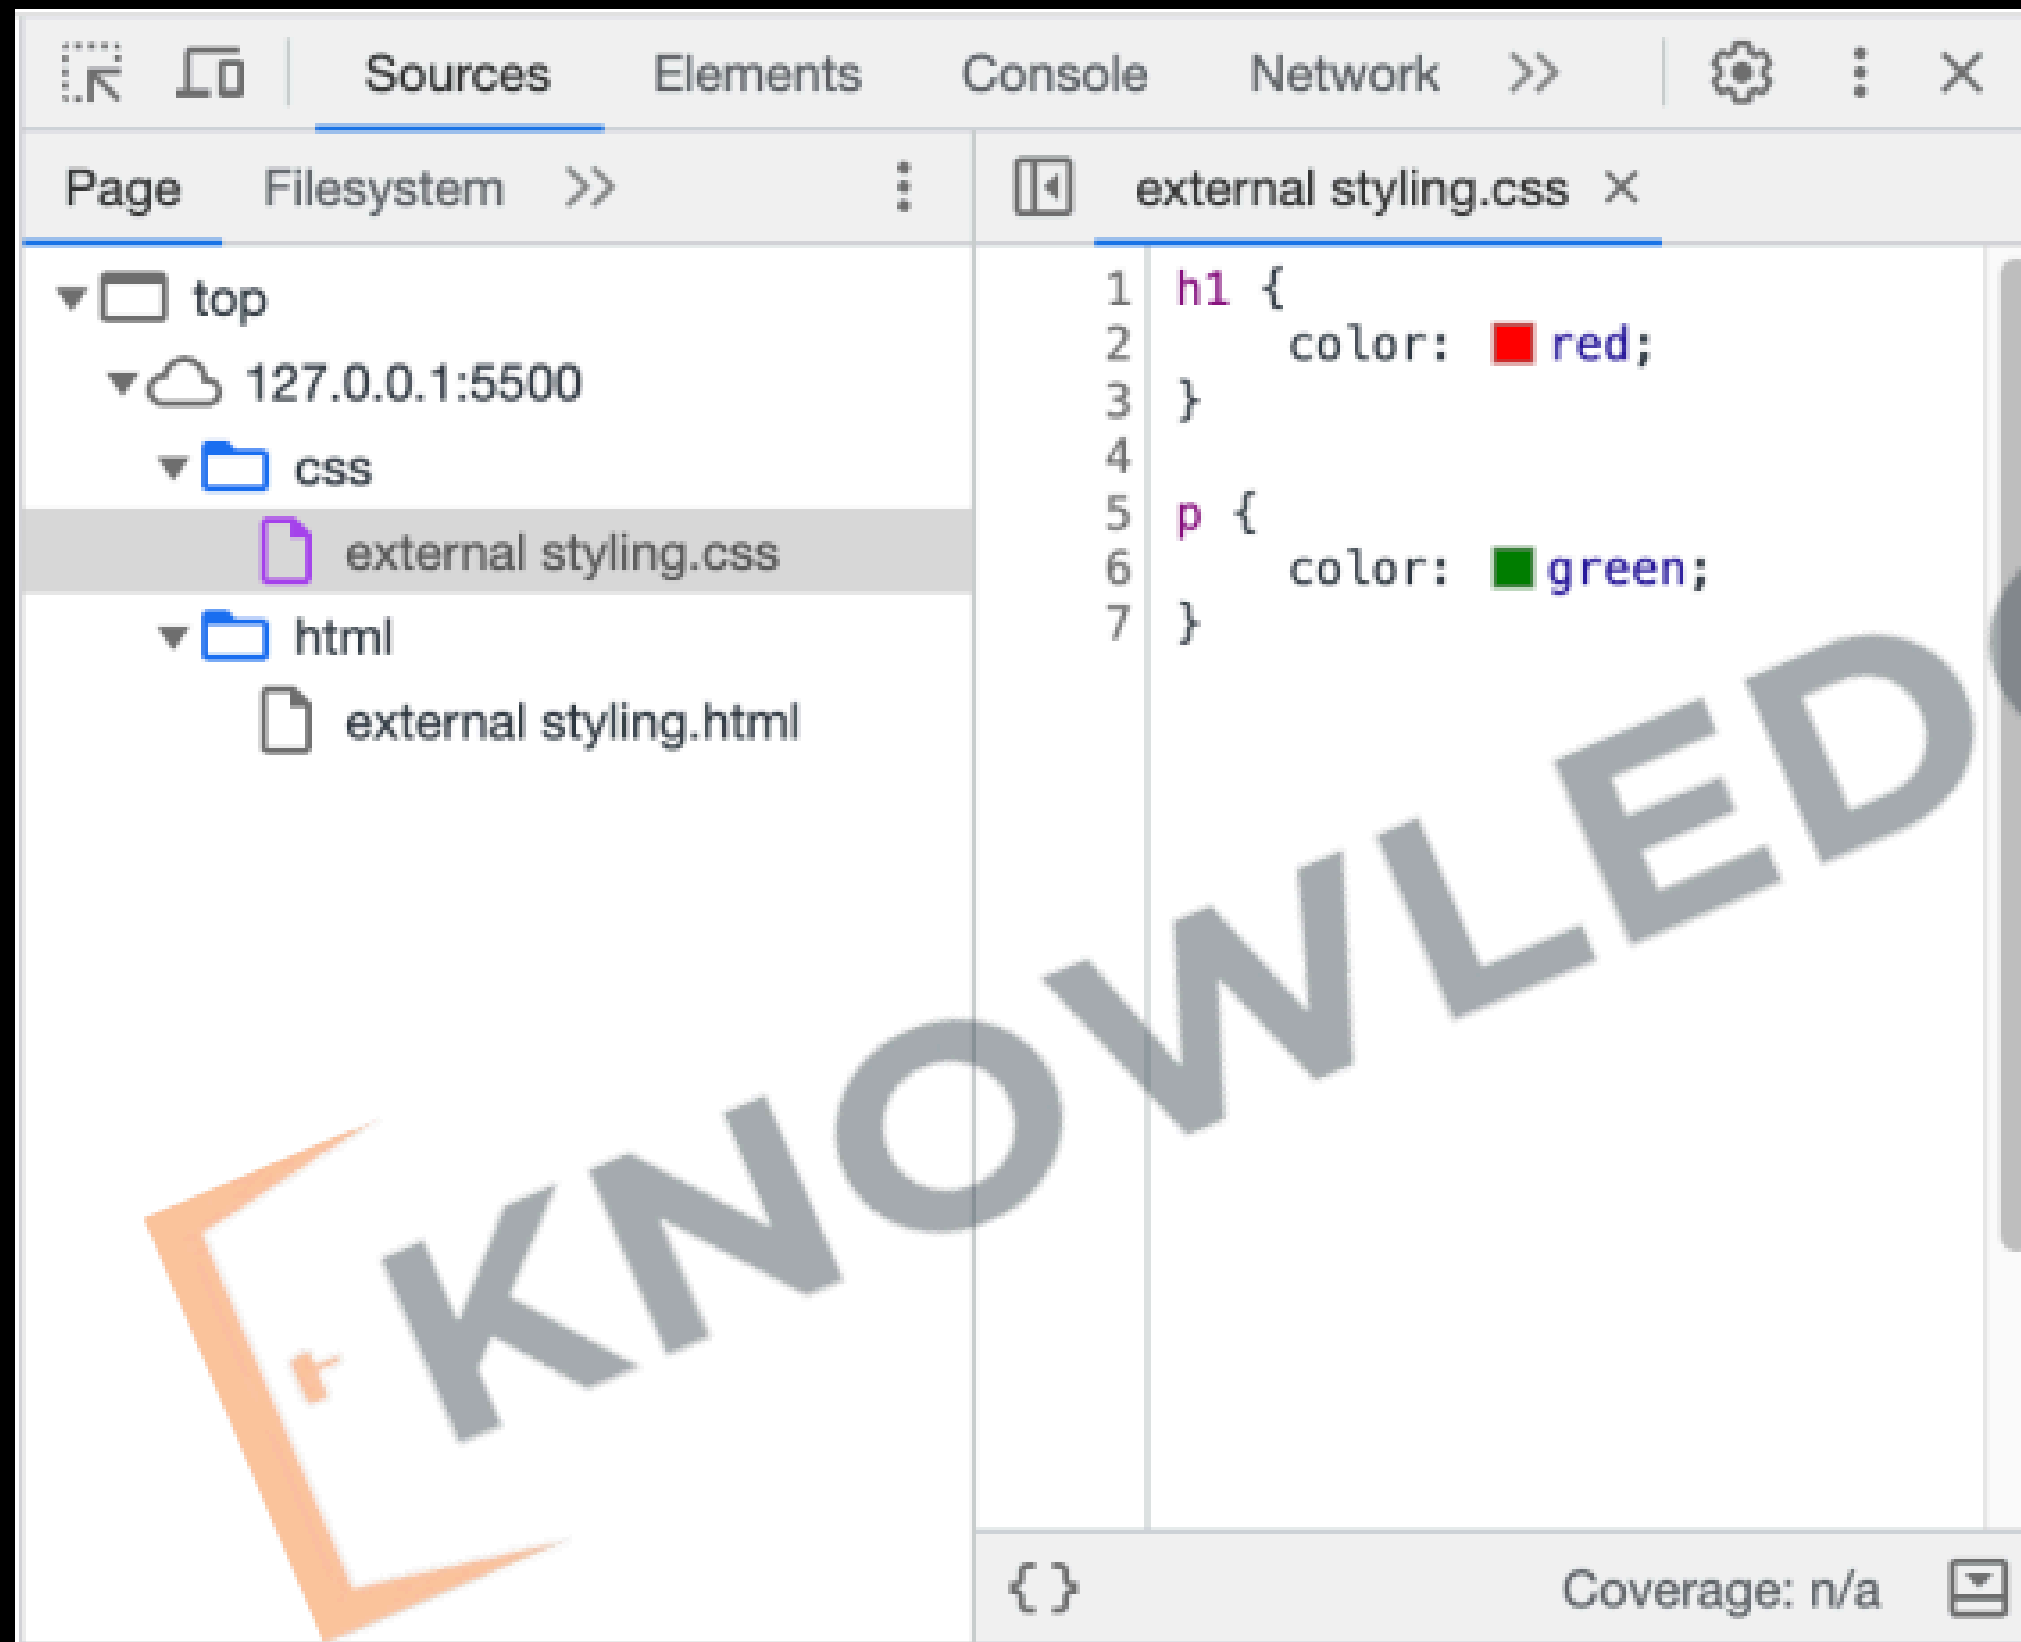 Sources Elements Console Network
Page Filesystem
external styling.css
top
127.0.0.1:5500
css
external styling.css
html
external styling.html
1 h1 {
2     color: red;
3 }
4
5 p {
6     color: green;
7 }
KNOWLED
{} Coverage: n/a